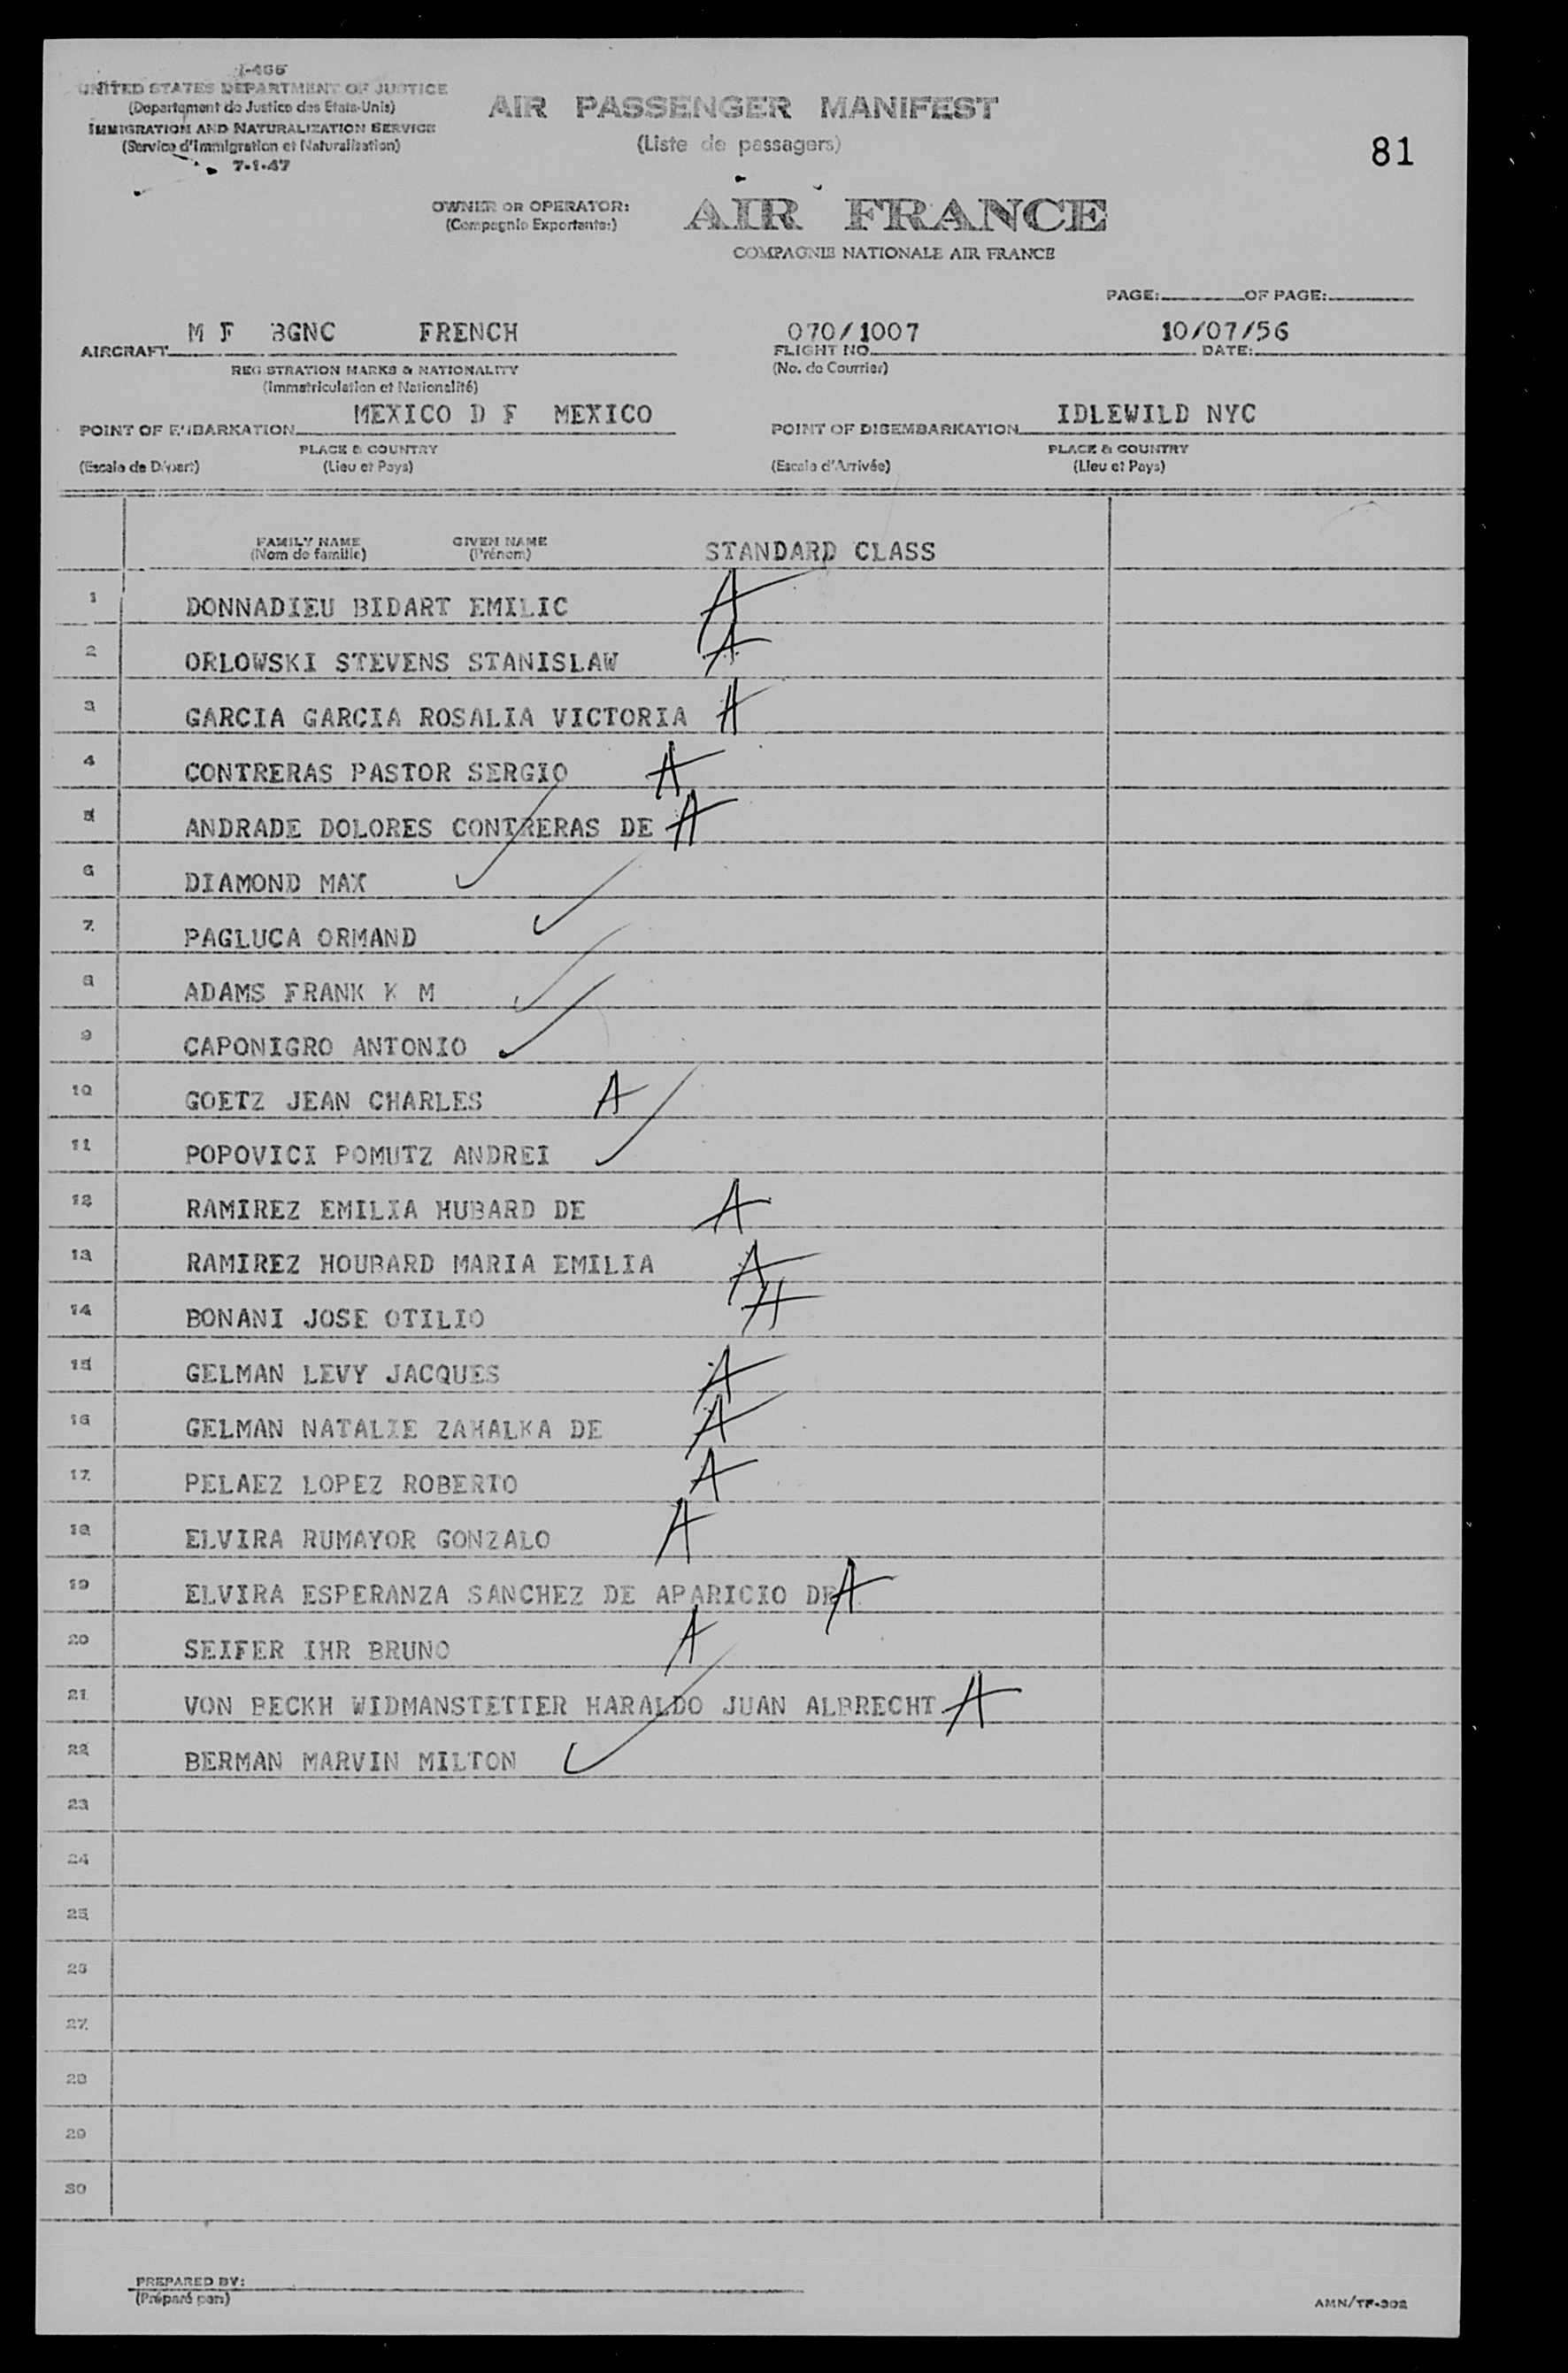 I-466
UNITED STATES DEPARTMENT OF JUSTICE
(Departement de Justice des Etats-Unis)
IMMIGRATION AND NATURALIZATION SERVICE
(Service d'Immigration et Naturalisation)
7-1-47
AIR PASSENGER MANIFEST
(Liste de passagers)
81
OWNER OR OPERATOR:
(Compagnie Exportante:)
AIR FRANCE
COMPAGNIE NATIONALE AIR FRANCE
PAGE: OF PAGE:
AIRCRAFT M F BGNC FRENCH
REGISTRATION MARKS & NATIONALITY
(Immatriculation et Nationalité)
FLIGHT NO. 070/1007
(No. de Courrier)
DATE: 10/07/56
POINT OF EMBARKATION MEXICO D F MEXICO
PLACE & COUNTRY
(Escale de Départ) (Lieu et Pays)
POINT OF DISEMBARKATION IDLEWILD NYC
PLACE & COUNTRY
(Escale d'Arrivée) (Lieu et Pays)
FAMILY NAME GIVEN NAME STANDARD CLASS
(Nom de famille) (Prénom)
1 DONNADIEU BIDART EMILIC A
2 ORLOWSKI STEVENS STANISLAW A
3 GARCIA GARCIA ROSALIA VICTORIA A
4 CONTRERAS PASTOR SERGIO A
5 ANDRADE DOLORES CONTRERAS DE A
6 DIAMOND MAX
7 PAGLUCA ORMAND
8 ADAMS FRANK K M
9 CAPONIGRO ANTONIO
10 GOETZ JEAN CHARLES A
11 POPOVICI POMUTZ ANDREI
12 RAMIREZ EMILIA HUBARD DE A
13 RAMIREZ HOUBARD MARIA EMILIA A
14 BONANI JOSE OTILIO A
15 GELMAN LEVY JACQUES A
16 GELMAN NATALIE ZAHALKA DE A
17 PELAEZ LOPEZ ROBERTO A
18 ELVIRA RUMAYOR GONZALO A
19 ELVIRA ESPERANZA SANCHEZ DE APARICIO DE A
20 SEIFER IHR BRUNO A
21 VON BECKH WIDMANSTETTER HARALDO JUAN ALBRECHT A
22 BERMAN MARVIN MILTON
23
24
25
26
27
28
29
30
PREPARED BY:
(Préparé par)
AMN/TF-302